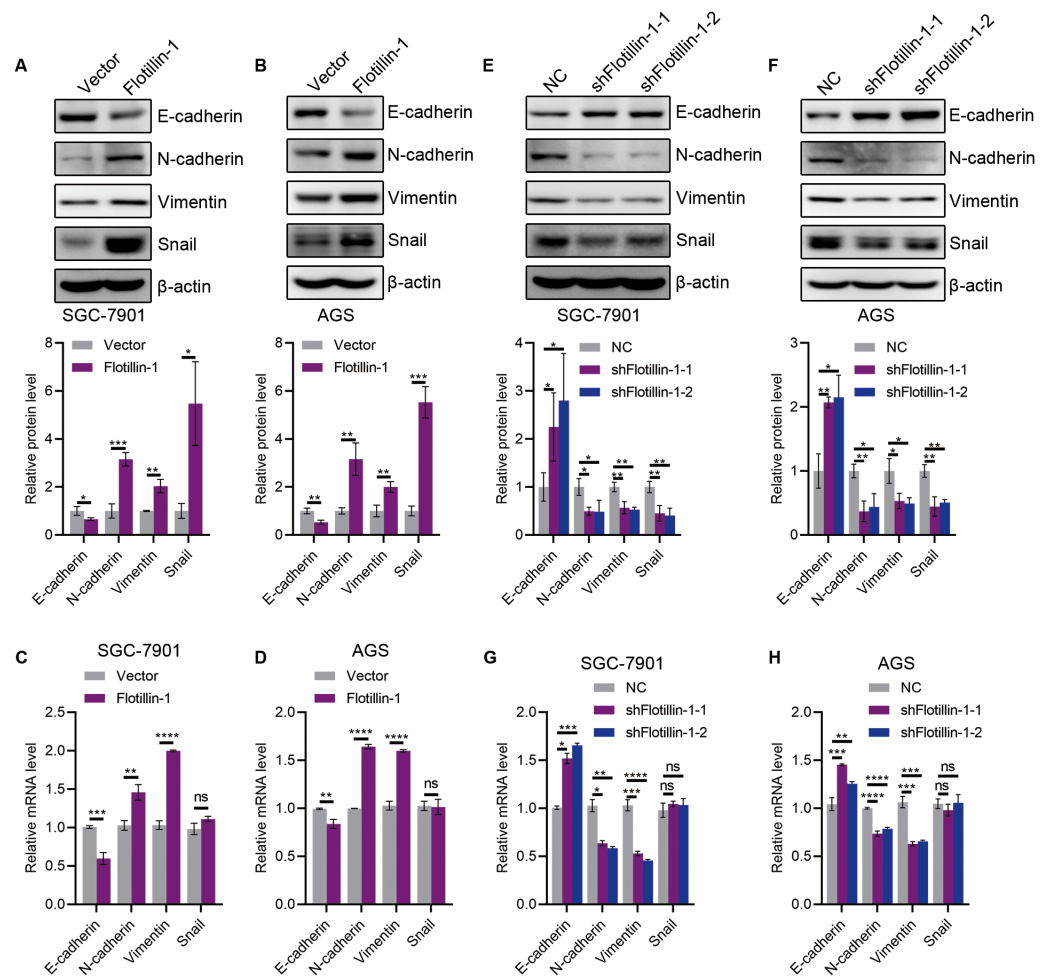 A
Vector
Flotillin-1
E-cadherin
N-cadherin
Vimentin
Snail
β-actin
SGC-7901
Vector
Flotillin-1
Relative protein level
8
6
4
2
0
*
***
**
*
E-cadherin
N-cadherin
Vimentin
Snail
B
Vector
Flotillin-1
E-cadherin
N-cadherin
Vimentin
Snail
β-actin
AGS
Vector
Flotillin-1
Relative protein level
8
6
4
2
0
**
**
**
***
E-cadherin
N-cadherin
Vimentin
Snail
E
NC
shFlotillin-1-1
shFlotillin-1-2
E-cadherin
N-cadherin
Vimentin
Snail
β-actin
SGC-7901
NC
shFlotillin-1-1
shFlotillin-1-2
Relative protein level
4
3
2
1
0
*
*
*
*
**
**
**
**
E-cadherin
N-cadherin
Vimentin
Snail
F
NC
shFlotillin-1-1
shFlotillin-1-2
E-cadherin
N-cadherin
Vimentin
Snail
β-actin
AGS
NC
shFlotillin-1-1
shFlotillin-1-2
Relative protein level
3
2
1
0
*
**
*
**
*
*
**
**
E-cadherin
N-cadherin
Vimentin
Snail
C
SGC-7901
Vector
Flotillin-1
Relative mRNA level
2.5
2.0
1.5
1.0
0.5
0.0
***
**
****
ns
E-cadherin
N-cadherin
Vimentin
Snail
D
AGS
Vector
Flotillin-1
Relative mRNA level
2.0
1.5
1.0
0.5
0.0
**
****
****
ns
E-cadherin
N-cadherin
Vimentin
Snail
G
SGC-7901
NC
shFlotillin-1-1
shFlotillin-1-2
Relative mRNA level
2.0
1.5
1.0
0.5
0.0
***
*
**
*
****
***
ns
ns
E-cadherin
N-cadherin
Vimentin
Snail
H
AGS
NC
shFlotillin-1-1
shFlotillin-1-2
Relative mRNA level
2.0
1.5
1.0
0.5
0.0
**
***
****
****
***
***
ns
ns
E-cadherin
N-cadherin
Vimentin
Snail